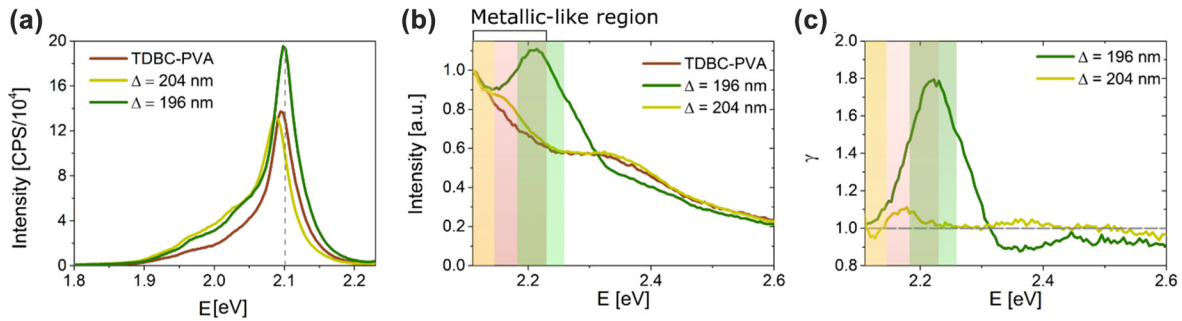 (a)
Intensity [CPS/10⁴]
20
16
12
8
4
0
TDBC-PVA
Δ = 204 nm
Δ = 196 nm
1.8 1.9 2.0 2.1 2.2
E[eV]
(b)
Metallic-like region
Intensity [a.u.]
1.0
0.8
0.6
0.4
0.2
0.0
TDBC-PVA
Δ = 196 nm
Δ = 204 nm
2.2 2.4 2.6
E [eV]
(c)
γ
2.0
1.8
1.6
1.4
1.2
1.0
0.8
Δ = 196 nm
Δ = 204 nm
2.2 2.4 2.6
E [eV]